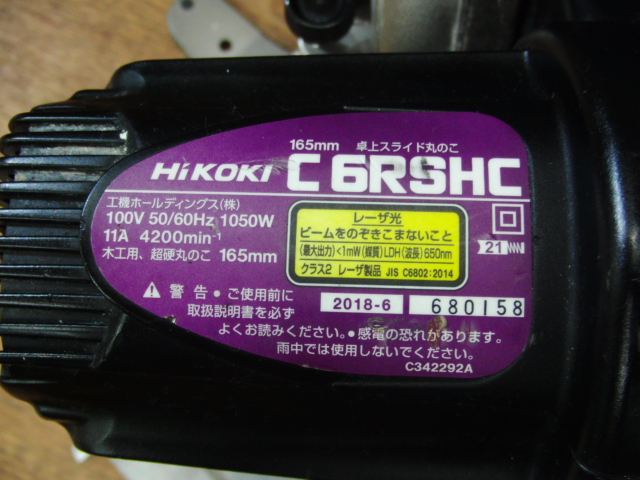 165mm 卓上スライド丸のこ
HiKOKI C 6RSHC
工機ホールディングス(株)
100V 50/60Hz 1050W
11A 4200min⁻¹
木工用、超硬丸のこ 165mm
レーザ光
ビームをのぞきこまないこと
(最大出力)<1mW(媒質)LDH(波長)650nm
クラス2 レーザ製品 JIS C6802:2014
21
⚠ 警告 ・ご使用前に
取扱説明書を必ず
よくお読みください。・感電の恐れがあります。
雨中では使用しないでください。
2018-6 680158
C342292A